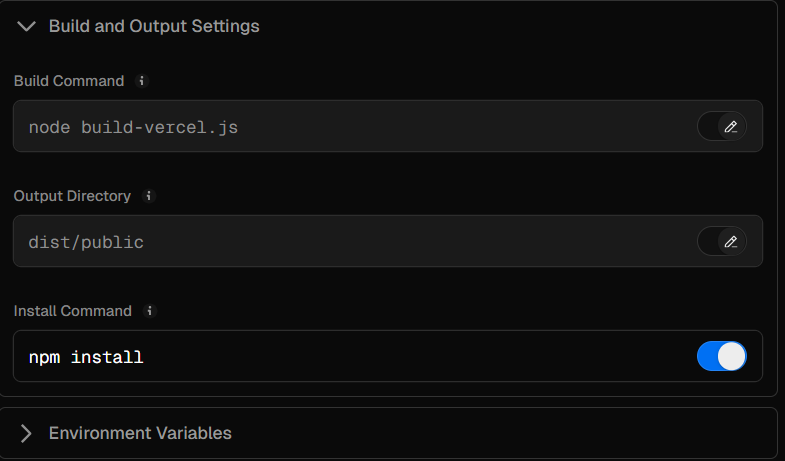 Build and Output Settings
Build Command
node build-vercel.js
Output Directory
dist/public
Install Command
npm install
Environment Variables